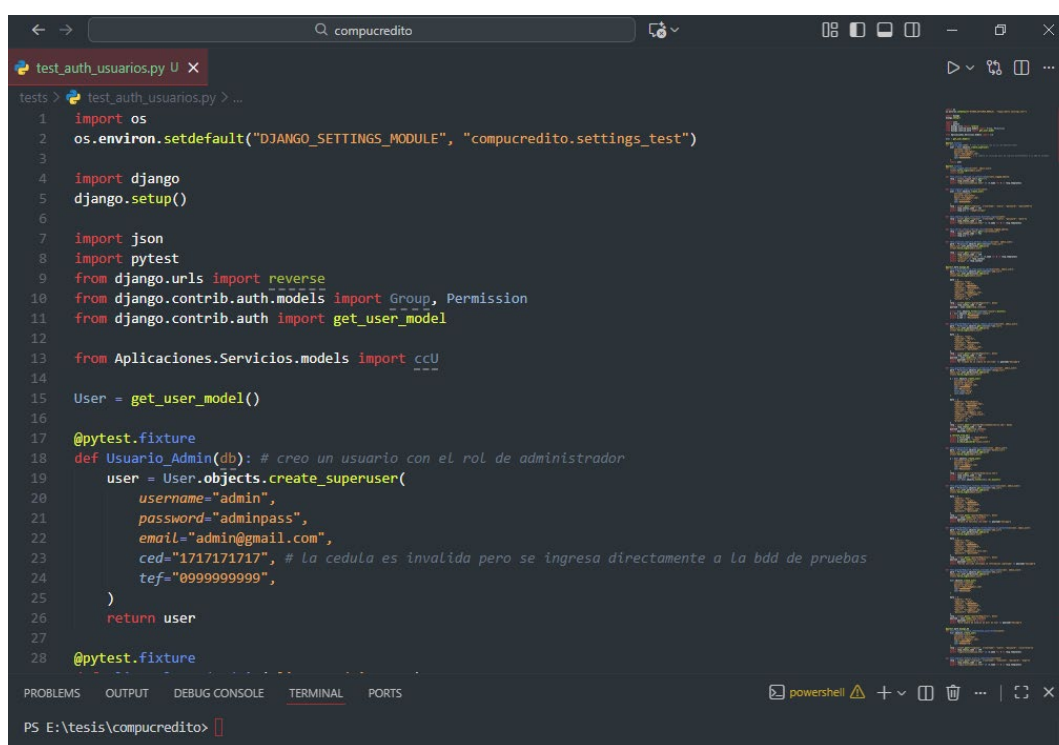 compucredito
test_auth_usuarios.py U
tests > test_auth_usuarios.py > ...
1 import os
2 os.environ.setdefault("DJANGO_SETTINGS_MODULE", "compucredito.settings_test")
3
4 import django
5 django.setup()
6
7 import json
8 import pytest
9 from django.urls import reverse
10 from django.contrib.auth.models import Group, Permission
11 from django.contrib.auth import get_user_model
12
13 from Aplicaciones.Servicios.models import ccU
14
15 User = get_user_model()
16
17 @pytest.fixture
18 def Usuario_Admin(db): # creo un usuario con el rol de administrador
19 user = User.objects.create_superuser(
20 username="admin",
21 password="adminpass",
22 email="admin@gmail.com",
23 ced="1717171717", # la cedula es invalida pero se ingresa directamente a la bdd de pruebas
24 tef="0999999999",
25 )
26 return user
27
28 @pytest.fixture
PROBLEMS OUTPUT DEBUG CONSOLE TERMINAL PORTS powershell
PS E:\tesis\compucredito>